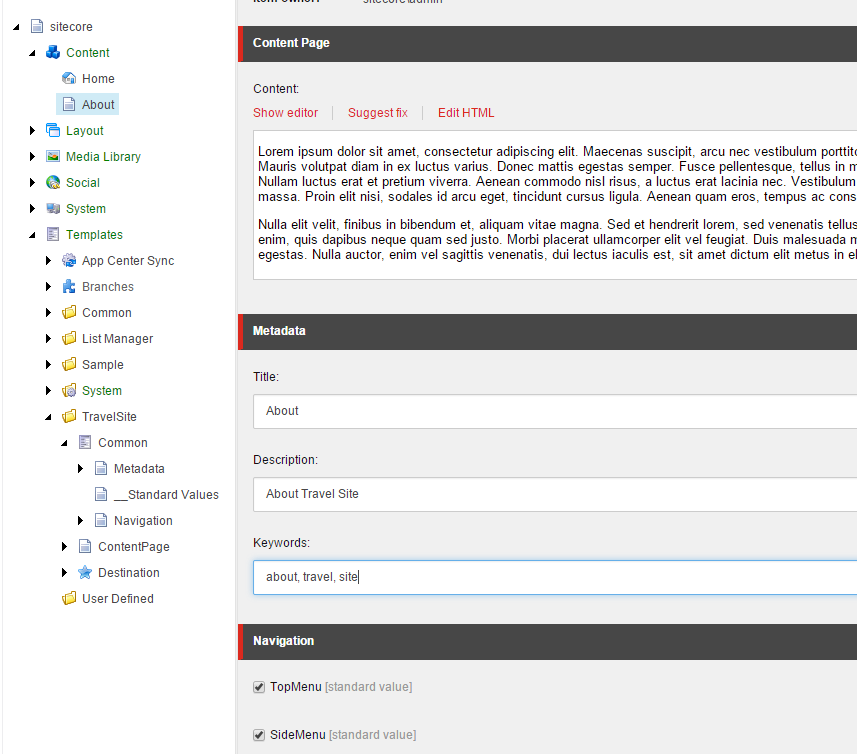 sitecore
Content
Home
About
Layout
Media Library
Social
System
Templates
App Center Sync
Branches
Common
List Manager
Sample
System
TravelSite
Common
Metadata
__Standard Values
Navigation
ContentPage
Destination
User Defined
Content Page
Content:
Show editor Suggest fix Edit HTML
Lorem ipsum dolor sit amet, consectetur adipiscing elit. Maecenas suscipit, arcu nec vestibulum
Mauris volutpat diam in ex luctus varius. Donec mattis egestas semper. Fusce pellentesque, tellus in
Nullam luctus erat et pretium viverra. Aenean commodo nisl risus, a luctus erat lacinia nec. Vestibulum
massa. Proin elit nisi, sodales id arcu eget, tincidunt cursus ligula. Aenean quam eros, tempus ac
Nulla elit velit, finibus in bibendum et, aliquam vitae magna. Sed et hendrerit lorem, sed venenatis tellus
enim, quis dapibus neque quam sed justo. Morbi placerat ullamcorper elit vel feugiat. Duis malesuada
egestas. Nulla auctor, enim vel sagittis venenatis, dui lectus iaculis est, sit amet dictum elit metus in
Metadata
Title:
About
Description:
About Travel Site
Keywords:
about, travel, site
Navigation
TopMenu [standard value]
SideMenu [standard value]